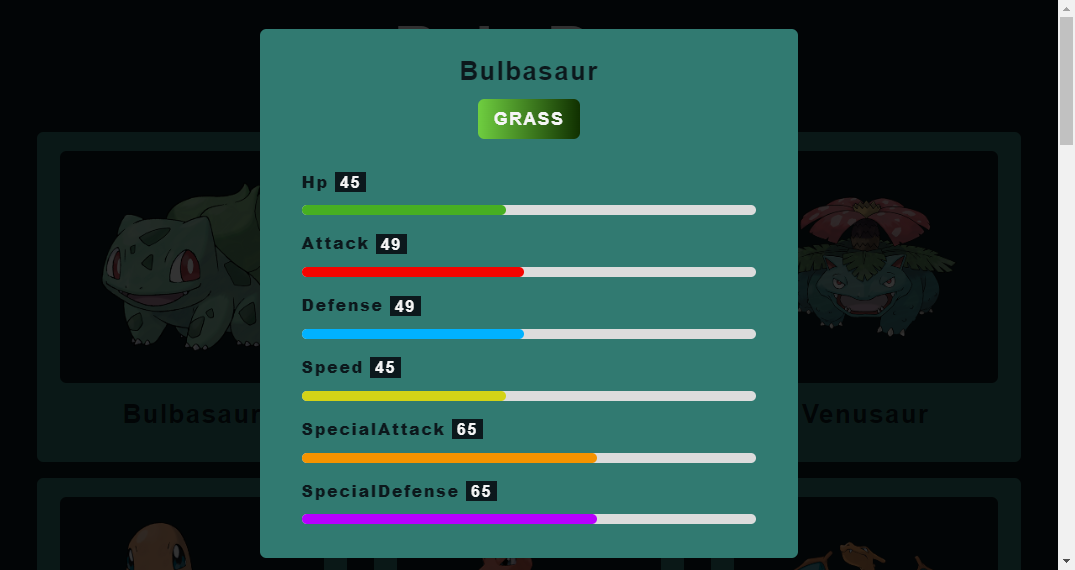 Bulbasaur
GRASS
Hp 45
Attack 49
Defense 49
Speed 45
SpecialAttack 65
SpecialDefense 65
Bulbasaur
Venusaur